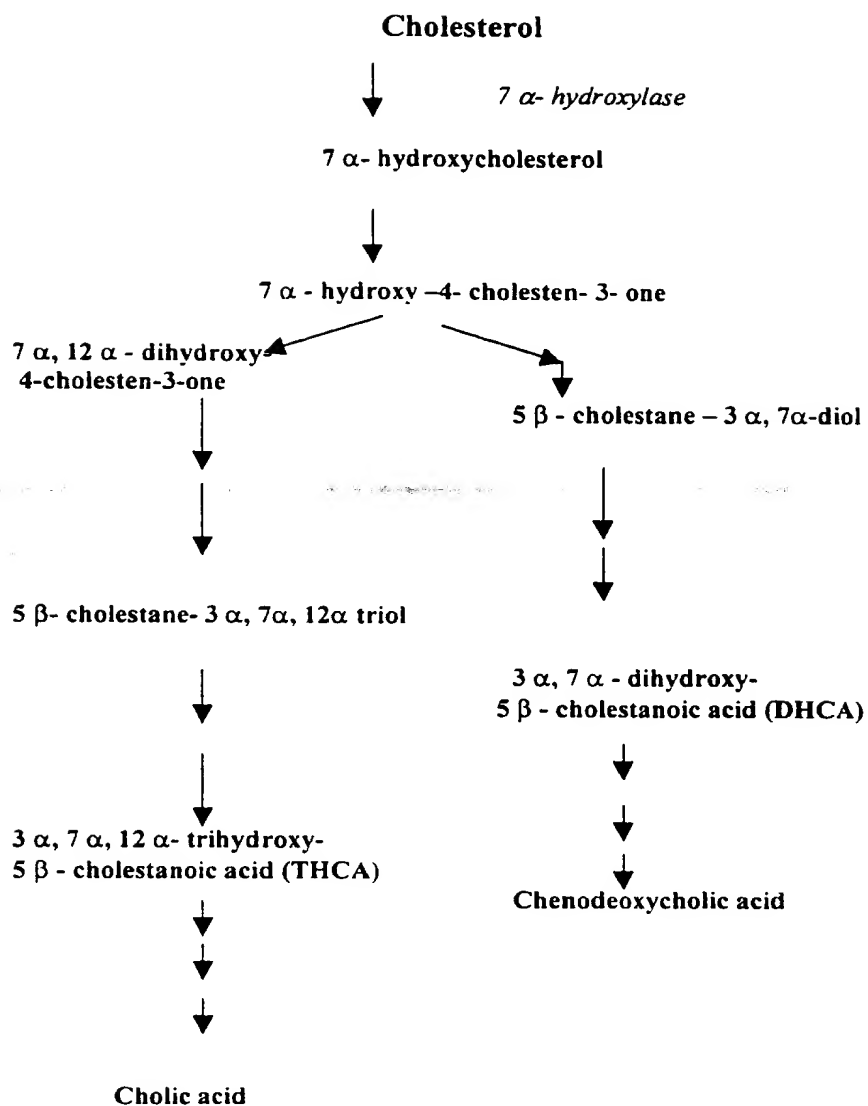 Cholesterol
7 α- hydroxylase
7 α- hydroxycholesterol
7 α - hydroxy –4- cholesten- 3- one
7 α, 12 α - dihydroxy-
4-cholesten-3-one
5 β - cholestane – 3 α, 7α-diol
5 β- cholestane- 3 α, 7α, 12α triol
3 α, 7 α - dihydroxy-
5 β - cholestanoic acid (DHCA)
3 α, 7 α, 12 α- trihydroxy-
5 β - cholestanoic acid (THCA)
Chenodeoxycholic acid
Cholic acid